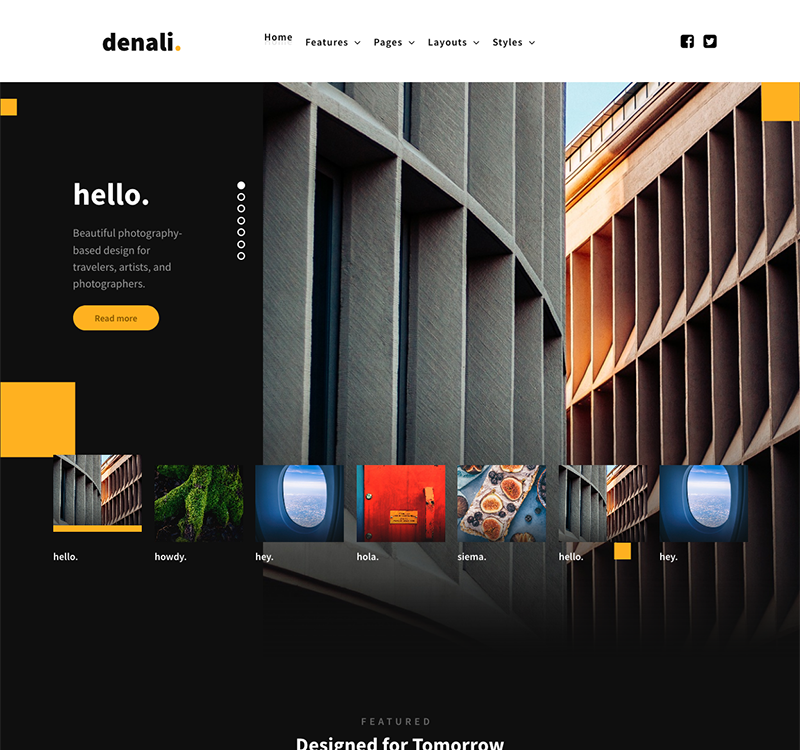 denali.
Home
Features
Pages
Layouts
Styles
hello.
Beautiful photography-
based design for
travelers, artists, and
photographers.
Read more
hello.
howdy.
hey.
hola.
siema.
hello.
hey.
FEATURED
Designed for Tomorrow